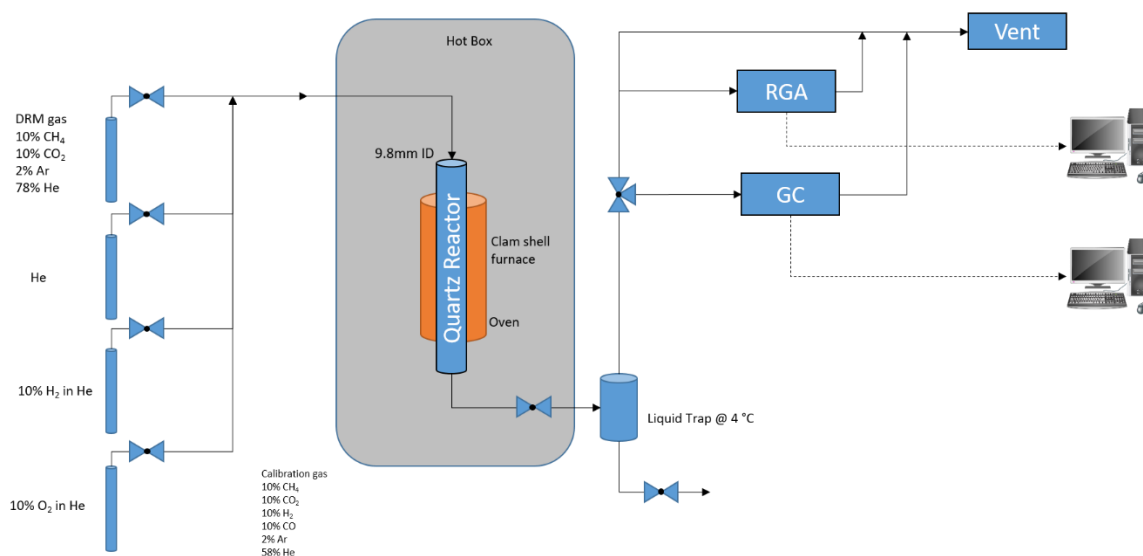 Hot Box
Vent
RGA
DRM gas
10% CH₄
10% CO₂
2% Ar
78% He
9.8mm ID
GC
Quartz Reactor
Clam shell
furnace
He
Oven
10% H₂ in He
Liquid Trap @ 4 °C
Calibration gas
10% CH₄
10% CO₂
10% H₂
10% CO
2% Ar
58% He
10% O₂ in He